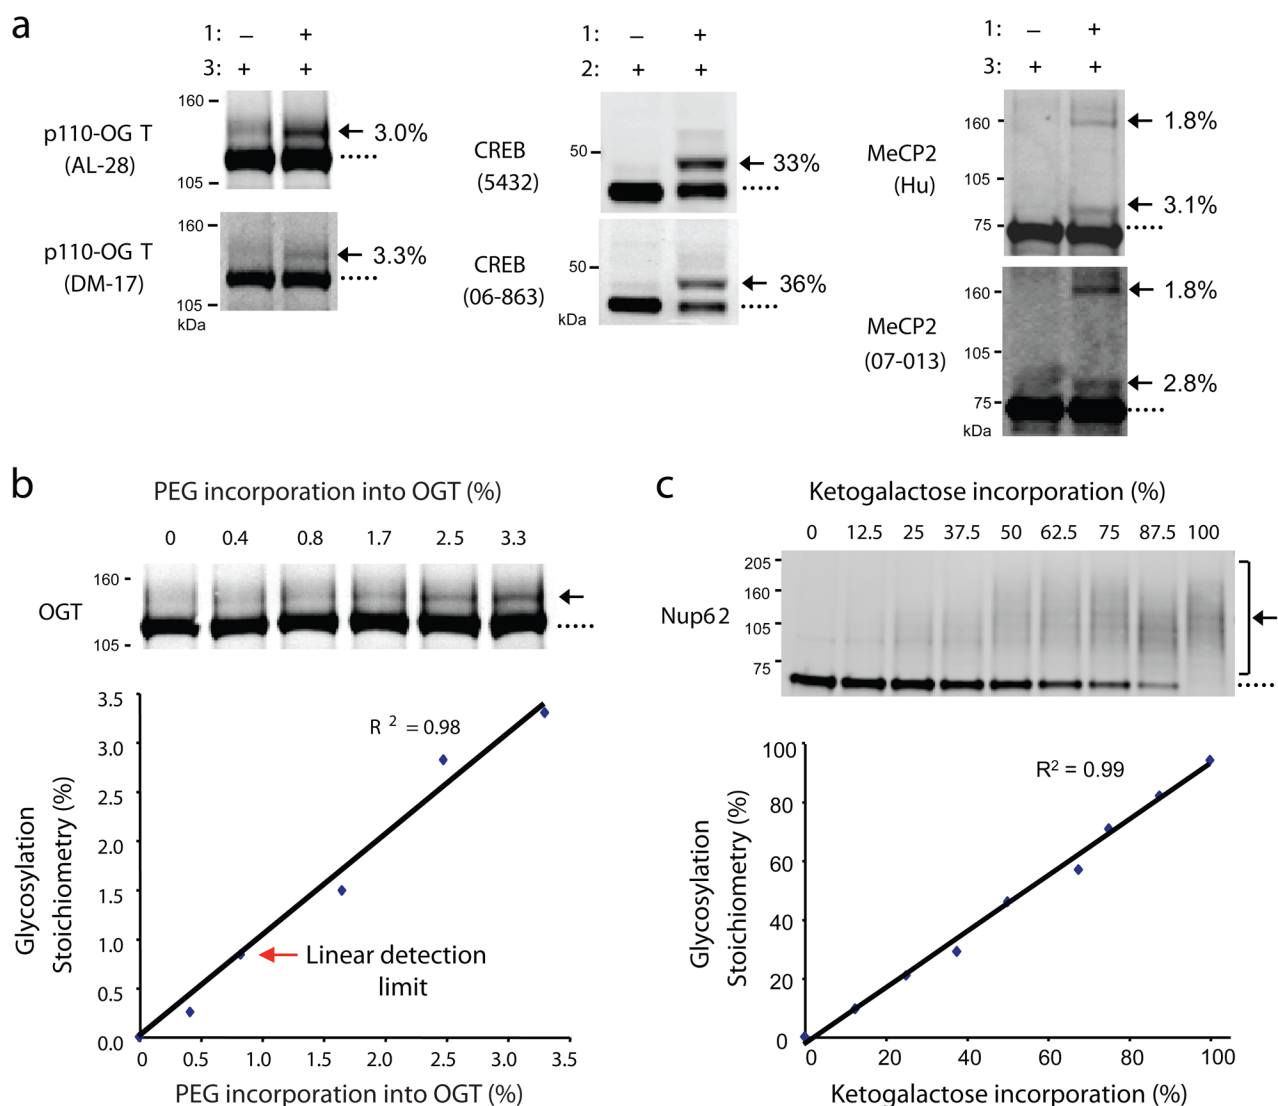 a
1: – +
3: + +
160
p110-OG T
(AL-28)
3.0%
105
160
p110-OG T
(DM-17)
3.3%
105
kDa
1: – +
2: + +
50
CREB
(5432)
33%
50
CREB
(06-863)
36%
kDa
1: – +
3: + +
160
1.8%
MeCP2
(Hu)
105
3.1%
75
160
1.8%
MeCP2
(07-013)
105
2.8%
75
kDa
b
PEG incorporation into OGT (%)
0 0.4 0.8 1.7 2.5 3.3
160
OGT
105
3.5
3.0
2.5
2.0
1.5
1.0
0.5
0.0
R 2 = 0.98
Linear detection
limit
Glycosylation
Stoichiometry (%)
0 0.5 1.0 1.5 2.0 2.5 3.0 3.5
PEG incorporation into OGT (%)
c
Ketogalactose incorporation (%)
0 12.5 25 37.5 50 62.5 75 87.5 100
205
160
Nup62
105
75
100
80
60
40
20
0
R2 = 0.99
Glycosylation
Stoichiometry (%)
0 20 40 60 80 100
Ketogalactose incorporation (%)